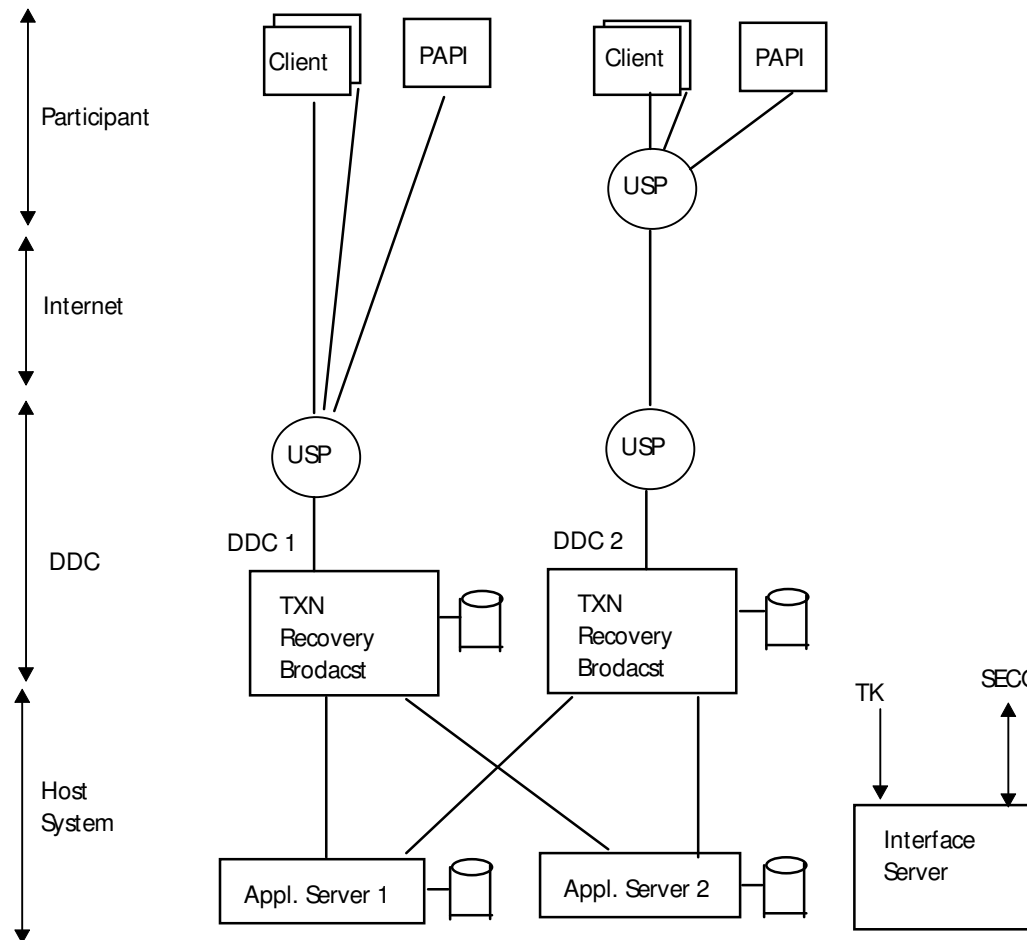 Client
PAPI
Client
PAPI
Participant
USP
Internet
USP
USP
DDC 1
DDC 2
DDC
TXN
Recovery
Brodacst
TXN
Recovery
Brodacst
TK
Host
System
Interface
Server
Appl. Server 1
Appl. Server 2